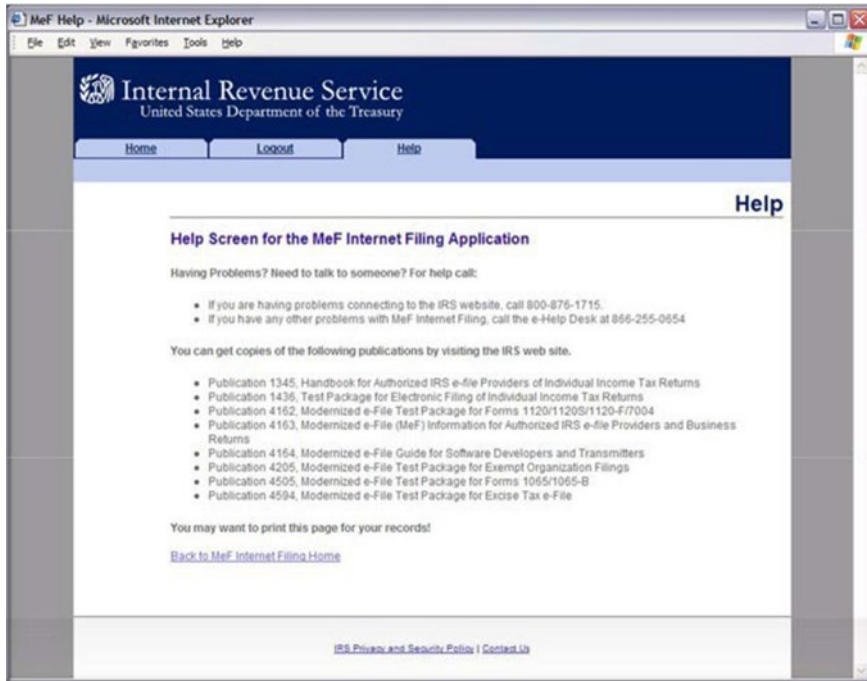 MeF Help - Microsoft Internet Explorer
File Edit View Favorites Tools Help
Internal Revenue Service
United States Department of the Treasury
Home Logout Help
Help
Help Screen for the MeF Internet Filing Application
Having Problems? Need to talk to someone? For help call:
• If you are having problems connecting to the IRS website, call 800-876-1715.
• If you have any other problems with MeF Internet Filing, call the e-Help Desk at 866-255-0654
You can get copies of the following publications by visiting the IRS web site.
• Publication 1345, Handbook for Authorized IRS e-file Providers of Individual Income Tax Returns
• Publication 1436, Test Package for Electronic Filing of Individual Income Tax Returns
• Publication 4162, Modernized e-File Test Package for Forms 1120/1120S/1120-F/7004
• Publication 4163, Modernized e-File (MeF) Information for Authorized IRS e-file Providers and Business
Returns
• Publication 4164, Modernized e-File Guide for Software Developers and Transmitters
• Publication 4205, Modernized e-File Test Package for Exempt Organization Filings
• Publication 4505, Modernized e-File Test Package for Forms 1065/1065-B
• Publication 4594, Modernized e-File Test Package for Excise Tax e-File
You may want to print this page for your records!
Back to MeF Internet Filing Home
IRS Privacy and Security Policy | Contact Us